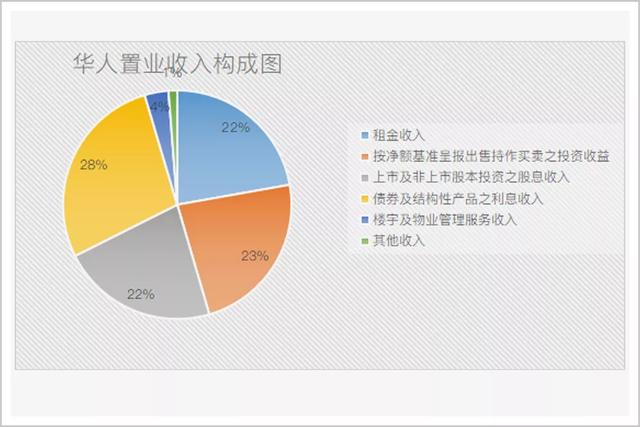 华人置业收入构成图
1%
4%
22%
28%
23%
22%
租金收入
按净额基准呈报出售持作买卖之投资收益
上市及非上市股本投资之股息收入
债券及结构性产品之利息收入
楼宇及物业管理服务收入
其他收入